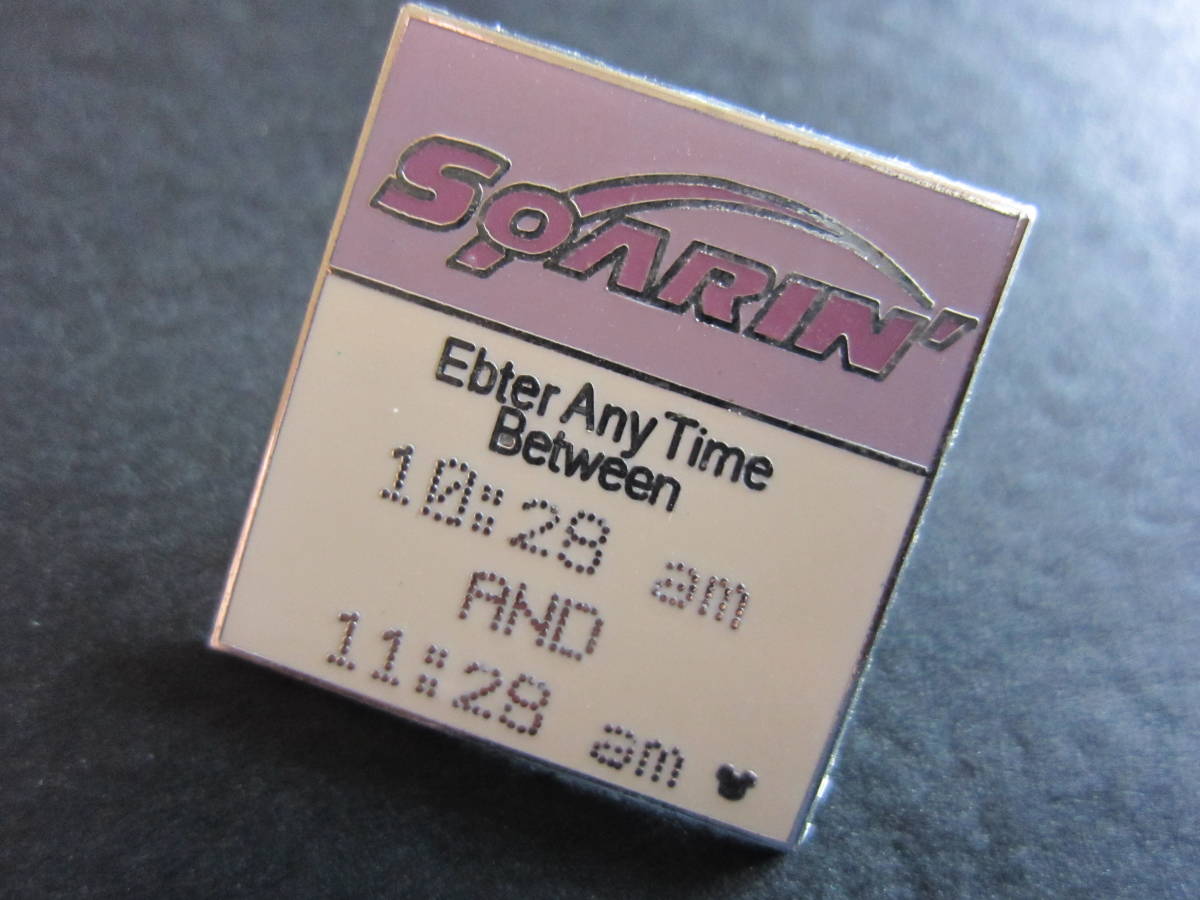 SOARIN'
Ebter Any Time
Between
10:28 am
AND
11:28 am